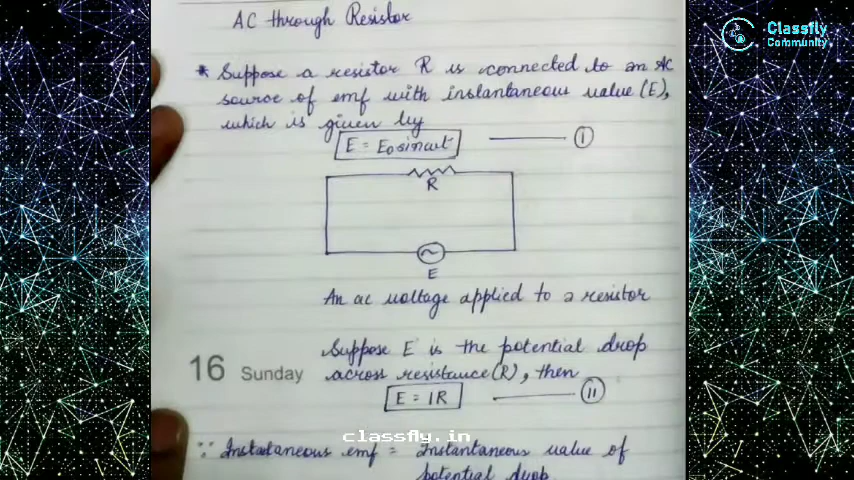 AC through Resistor
Classfly
Community
* Suppose a resistor R is connected to an AC
source of emf with instantaneous value (E),
which is given by
E = E₀sinωt ——— (I)
R
E
An ac voltage applied to a resistor
Suppose E is the potential drop
16 Sunday across resistance (R), then
E = IR ——— (II)
classfly.in
∵ Instataneous emf = Instantaneous value of
potential drop